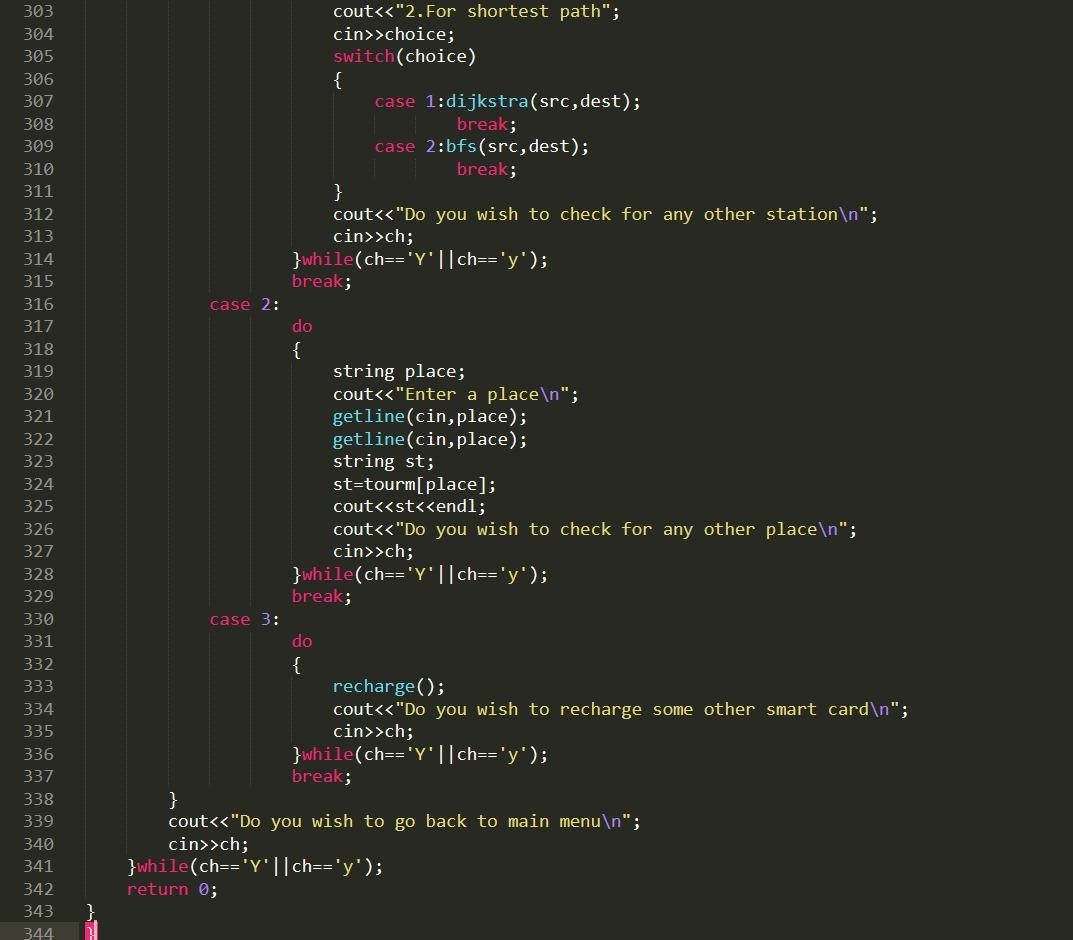 303 cout<<"2.For shortest path";
304 cin>>choice;
305 switch(choice)
306 {
307 case 1:dijkstra(src,dest);
308 break;
309 case 2:bfs(src,dest);
310 break;
311 }
312 cout<<"Do you wish to check for any other station\n";
313 cin>>ch;
314 }while(ch=='Y'||ch=='y');
315 break;
316 case 2:
317 do
318 {
319 string place;
320 cout<<"Enter a place\n";
321 getline(cin,place);
322 getline(cin,place);
323 string st;
324 st=tourm[place];
325 cout<<st<<endl;
326 cout<<"Do you wish to check for any other place\n";
327 cin>>ch;
328 }while(ch=='Y'||ch=='y');
329 break;
330 case 3:
331 do
332 {
333 recharge();
334 cout<<"Do you wish to recharge some other smart card\n";
335 cin>>ch;
336 }while(ch=='Y'||ch=='y');
337 break;
338 }
339 cout<<"Do you wish to go back to main menu\n";
340 cin>>ch;
341 }while(ch=='Y'||ch=='y');
342 return 0;
343 }
344 }